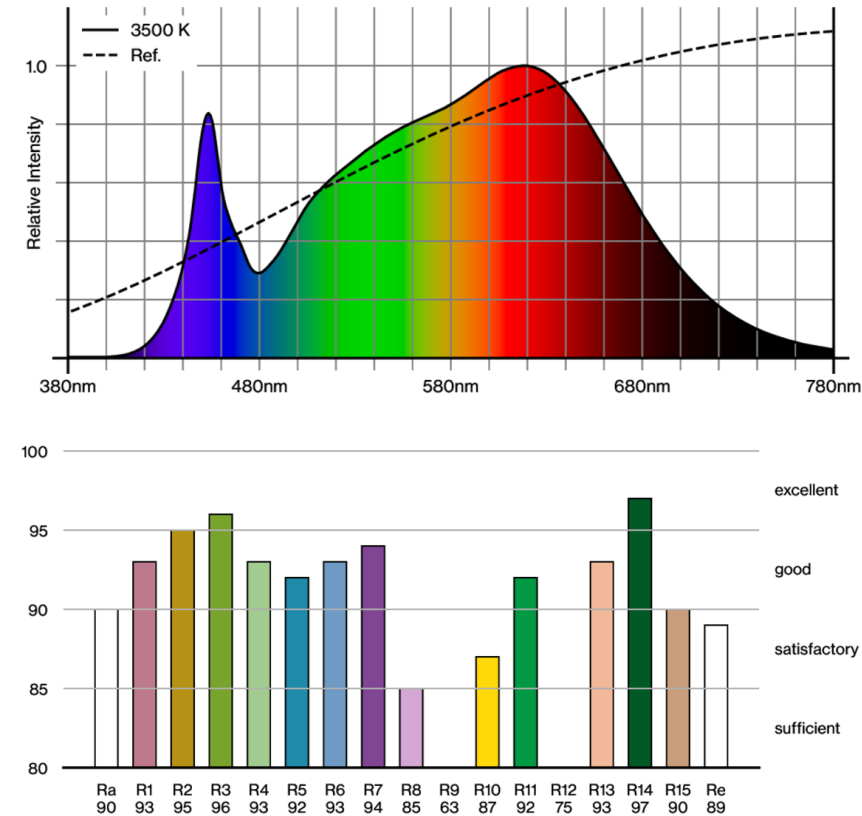 3500 K
Ref.
1.0
Relative Intensity
380nm 480nm 580nm 680nm 780nm
100
excellent
95
good
90
satisfactory
85
sufficient
80
Ra R1 R2 R3 R4 R5 R6 R7 R8 R9 R10 R11 R12 R13 R14 R15 Re
90 93 95 96 93 92 93 94 85 63 87 92 75 93 97 90 89